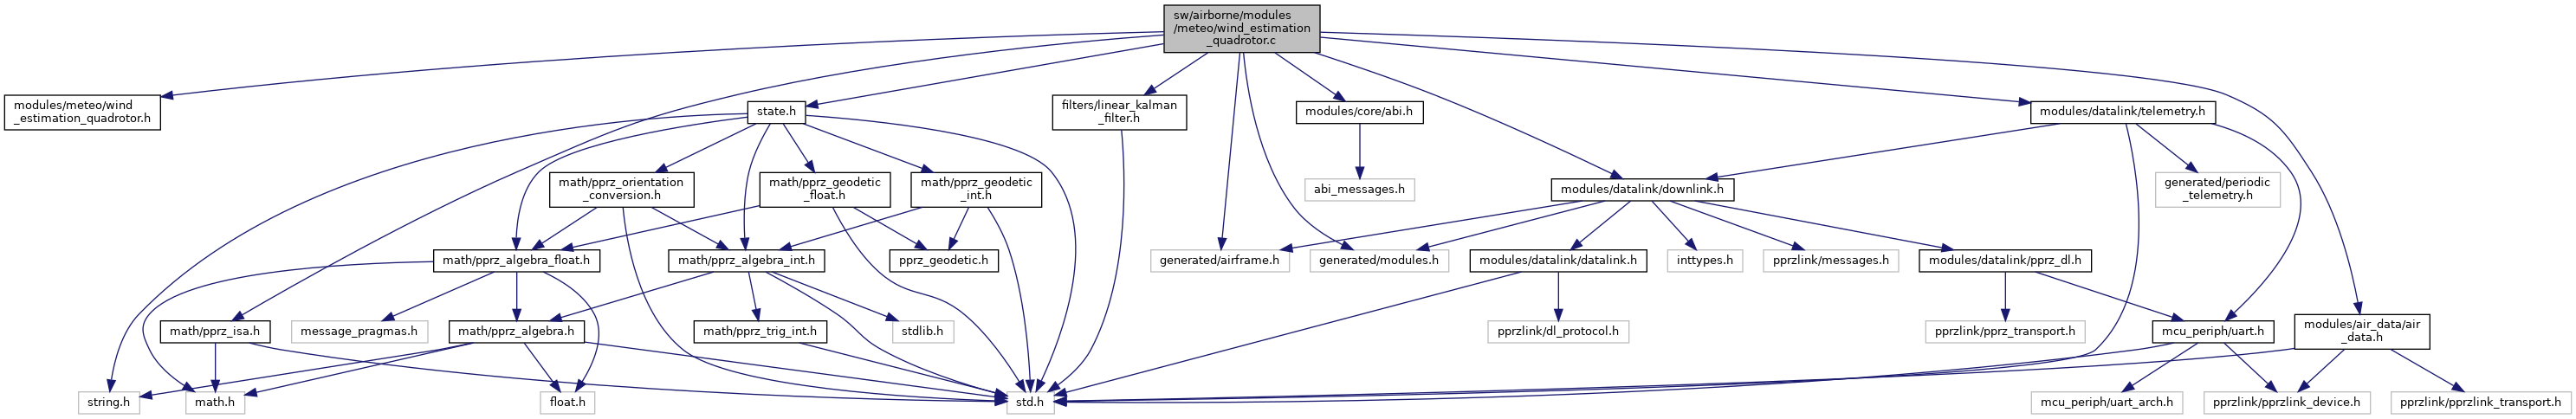 sw/airborne/modules
/meteo/wind_estimation
_quadrotor.c
modules/meteo/wind
_estimation_quadrotor.h
state.h
filters/linear_kalman
_filter.h
modules/core/abi.h
modules/datalink/telemetry.h
math/pprz_orientation
_conversion.h
math/pprz_geodetic
_float.h
math/pprz_geodetic
_int.h
abi_messages.h
modules/datalink/downlink.h
generated/periodic
_telemetry.h
math/pprz_algebra_float.h
math/pprz_algebra_int.h
pprz_geodetic.h
generated/airframe.h
generated/modules.h
modules/datalink/datalink.h
inttypes.h
pprzlink/messages.h
modules/datalink/pprz_dl.h
math/pprz_isa.h
message_pragmas.h
math/pprz_algebra.h
math/pprz_trig_int.h
stdlib.h
pprzlink/dl_protocol.h
pprzlink/pprz_transport.h
mcu_periph/uart.h
modules/air_data/air
_data.h
string.h
math.h
float.h
std.h
mcu_periph/uart_arch.h
pprzlink/pprzlink_device.h
pprzlink/pprzlink_transport.h